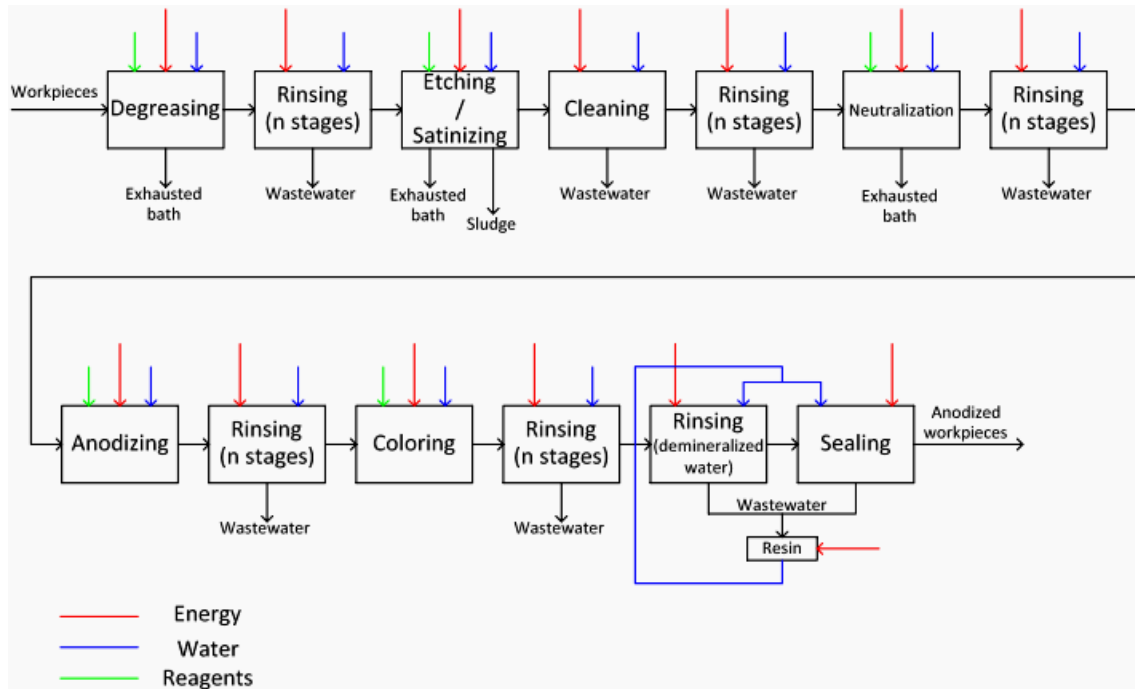 Workpieces
Degreasing
Rinsing
(n stages)
Etching
/
Satinizing
Cleaning
Rinsing
(n stages)
Neutralization
Rinsing
(n stages)
Exhausted
bath
Wastewater
Exhausted
bath
Sludge
Wastewater
Wastewater
Exhausted
bath
Wastewater
Anodizing
Rinsing
(n stages)
Coloring
Rinsing
(n stages)
Rinsing
(demineralized
water)
Sealing
Anodized
workpieces
Wastewater
Wastewater
Wastewater
Resin
Energy
Water
Reagents